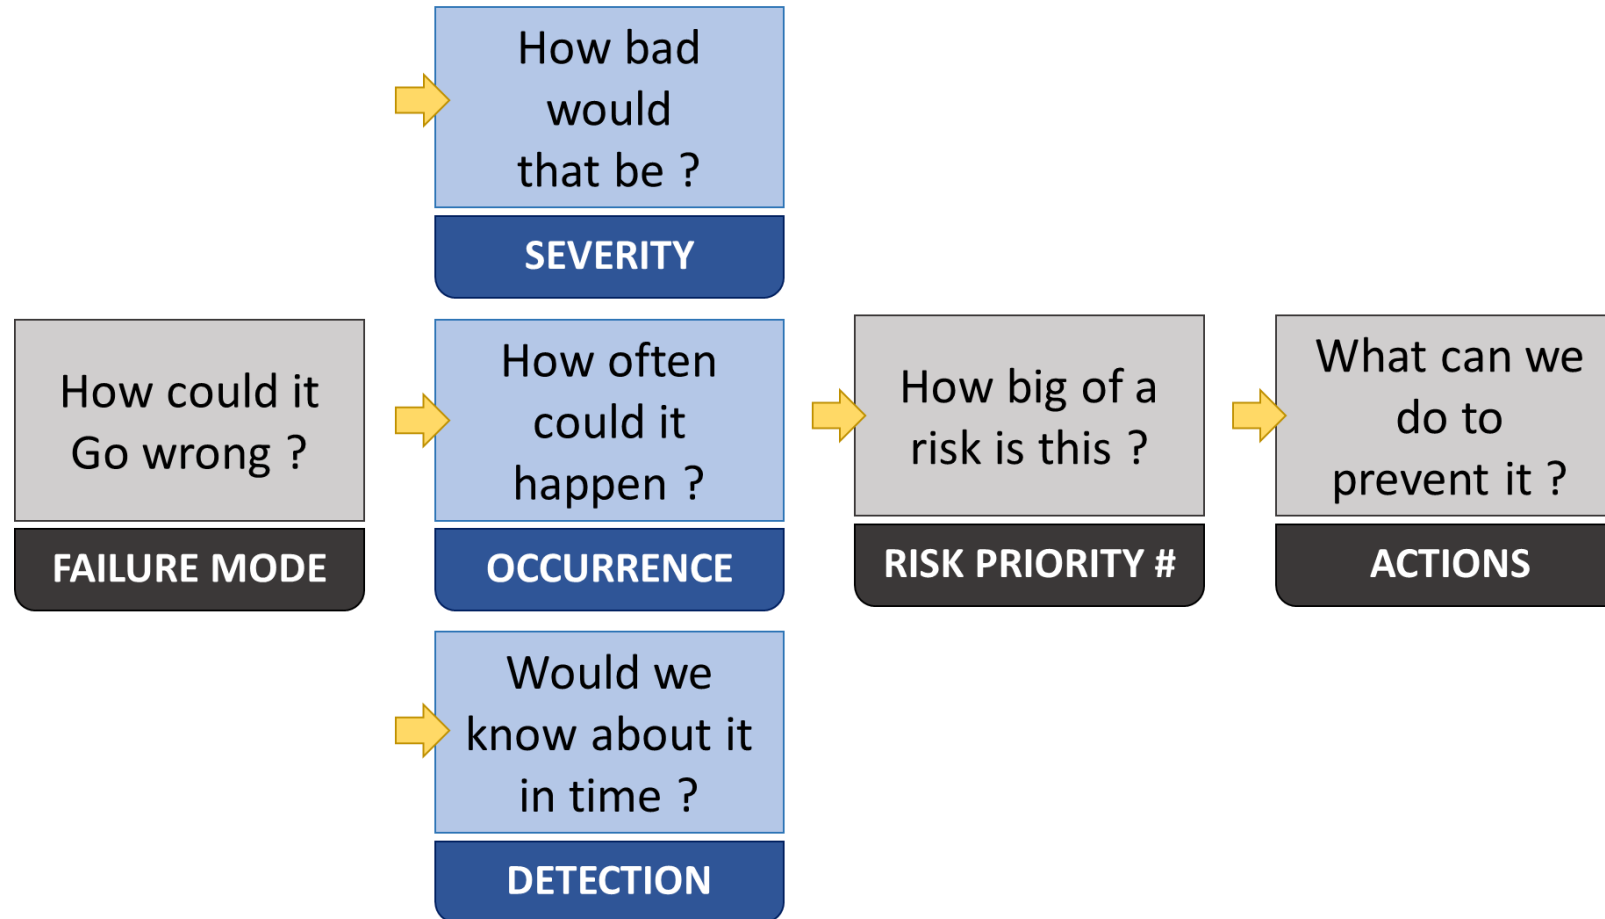 How bad
would
that be ?
SEVERITY
How could it
Go wrong ?
FAILURE MODE
How often
could it
happen ?
OCCURRENCE
How big of a
risk is this ?
RISK PRIORITY #
What can we
do to
prevent it ?
ACTIONS
Would we
know about it
in time ?
DETECTION